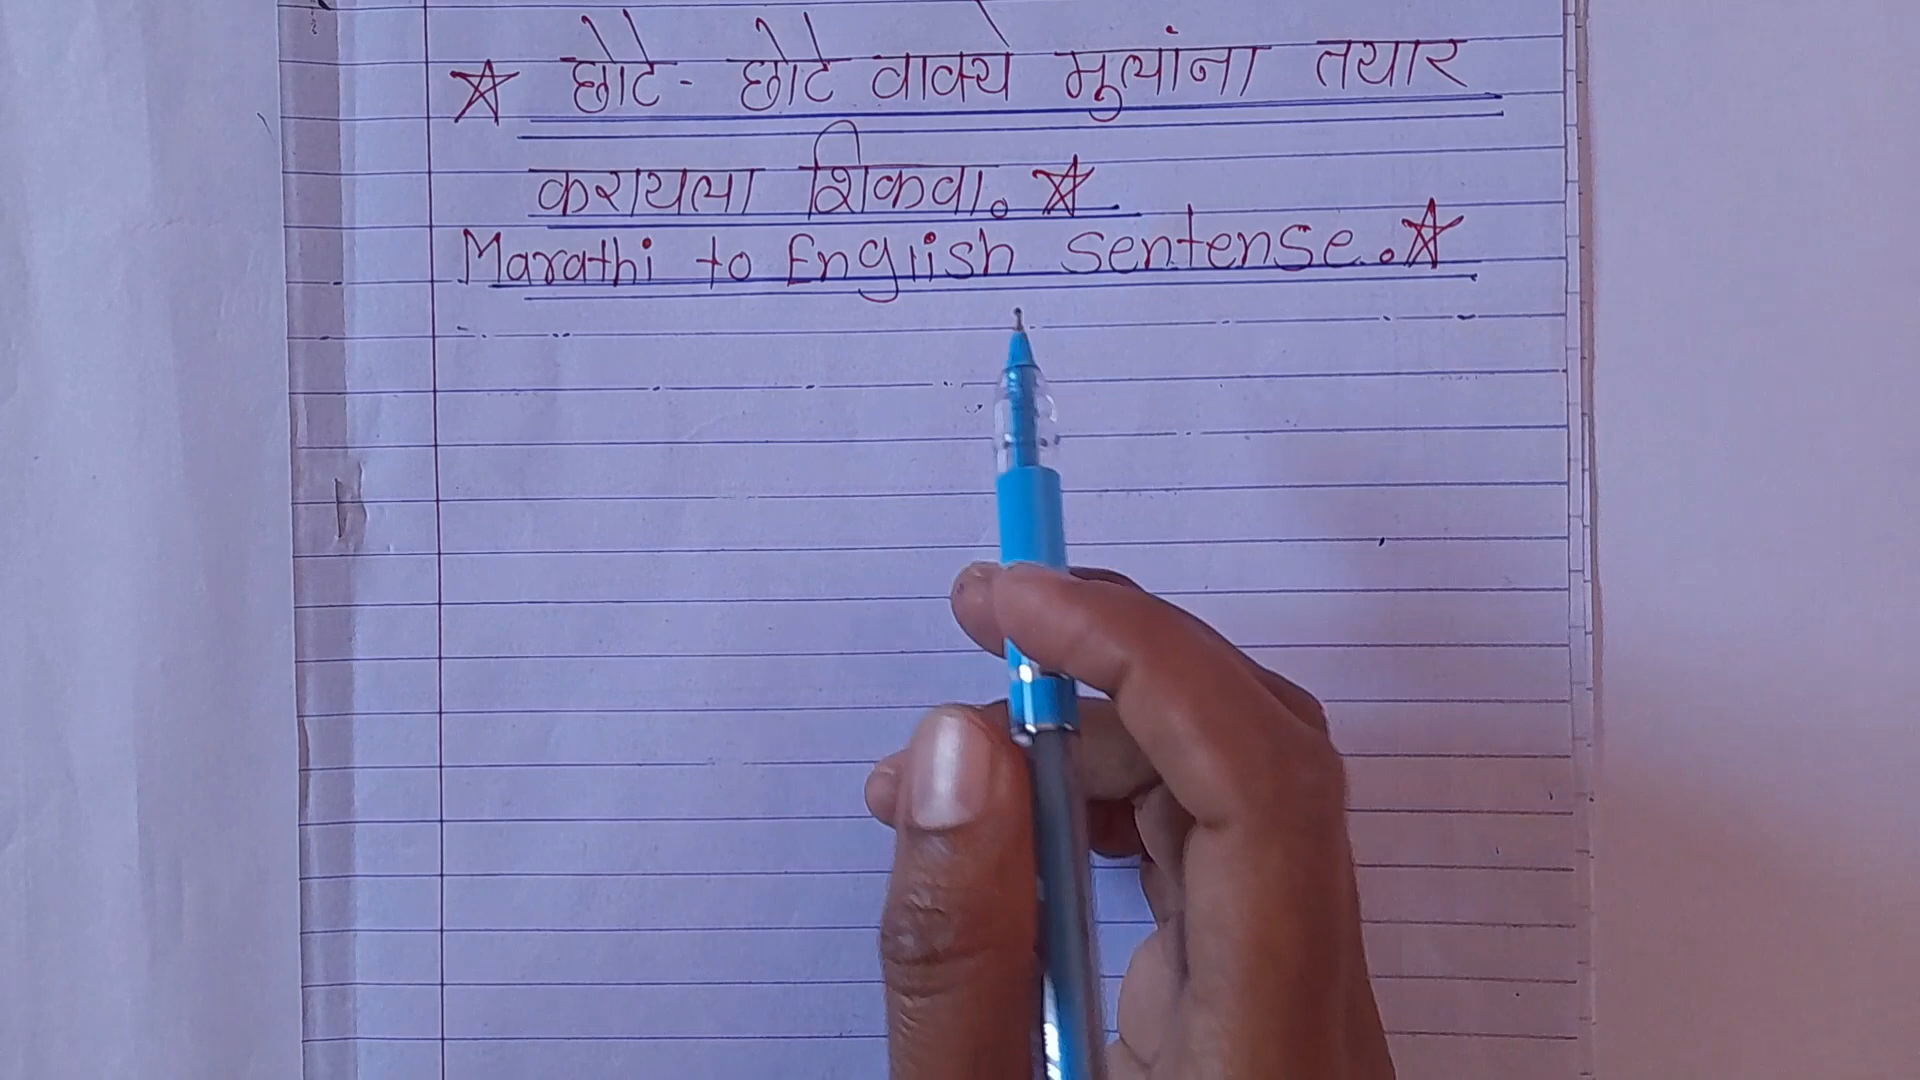 ☆ छोटे - छोटे वाक्ये मुलांना तयार
करायला शिकवा. ☆
Marathi to English Sentense. ☆